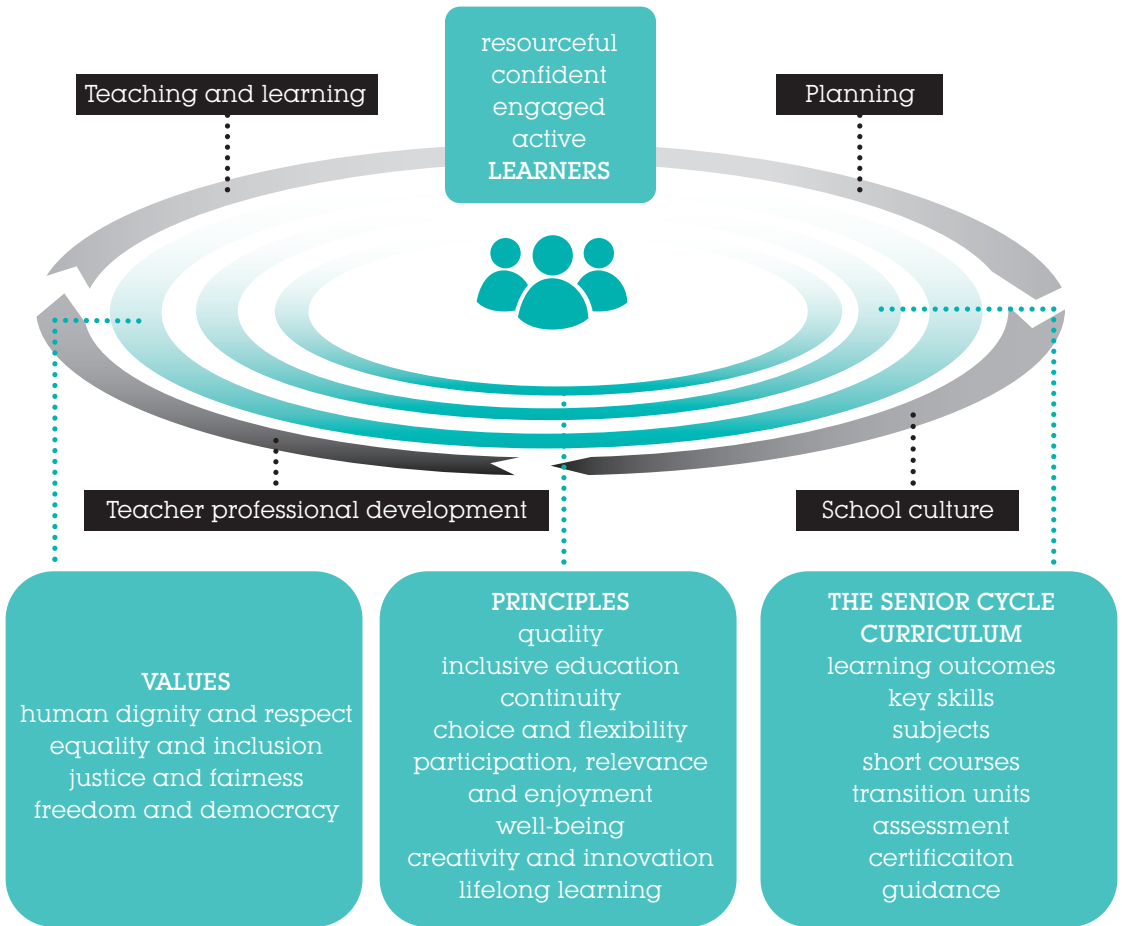 resourceful
confident
engaged
active
LEARNERS
Teaching and learning
Planning
Teacher professional development
School culture
VALUES
human dignity and respect
equality and inclusion
justice and fairness
freedom and democracy
PRINCIPLES
quality
inclusive education
continuity
choice and flexibility
participation, relevance
and enjoyment
well-being
creativity and innovation
lifelong learning
THE SENIOR CYCLE
CURRICULUM
learning outcomes
key skills
subjects
short courses
transition units
assessment
certificaiton
guidance